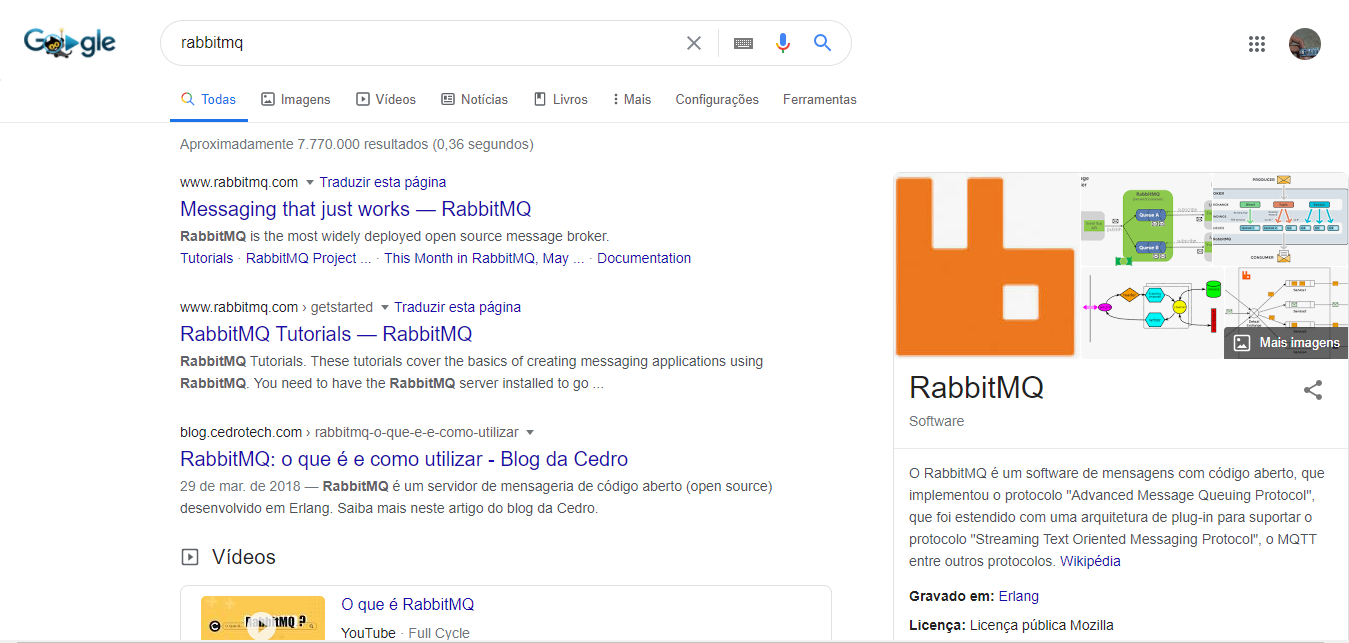 Google
rabbitmq
Todas
Imagens
Vídeos
Notícias
Livros
Mais
Configurações
Ferramentas
Aproximadamente 7.770.000 resultados (0,36 segundos)
www.rabbitmq.com Traduzir esta página
Messaging that just works — RabbitMQ
RabbitMQ is the most widely deployed open source message broker.
Tutorials · RabbitMQ Project ... · This Month in RabbitMQ, May ... · Documentation
www.rabbitmq.com › getstarted Traduzir esta página
RabbitMQ Tutorials — RabbitMQ
RabbitMQ Tutorials. These tutorials cover the basics of creating messaging applications using
RabbitMQ. You need to have the RabbitMQ server installed to go ...
blog.cedrotech.com › rabbitmq-o-que-e-e-como-utilizar
RabbitMQ: o que é e como utilizar - Blog da Cedro
29 de mar. de 2018 — RabbitMQ é um servidor de mensageria de código aberto (open source)
desenvolvido em Erlang. Saiba mais neste artigo do blog da Cedro.
Vídeos
RabbitMQ ?
O que é RabbitMQ
YouTube · Full Cycle
RabbitMQ
Queue A
Queue B
PRODUCER
CONSUMER
Mais imagens
RabbitMQ
Software
O RabbitMQ é um software de mensagens com código aberto, que
implementou o protocolo "Advanced Message Queuing Protocol",
que foi estendido com uma arquitetura de plug-in para suportar o
protocolo "Streaming Text Oriented Messaging Protocol", o MQTT
entre outros protocolos. Wikipédia
Gravado em: Erlang
Licença: Licença pública Mozilla